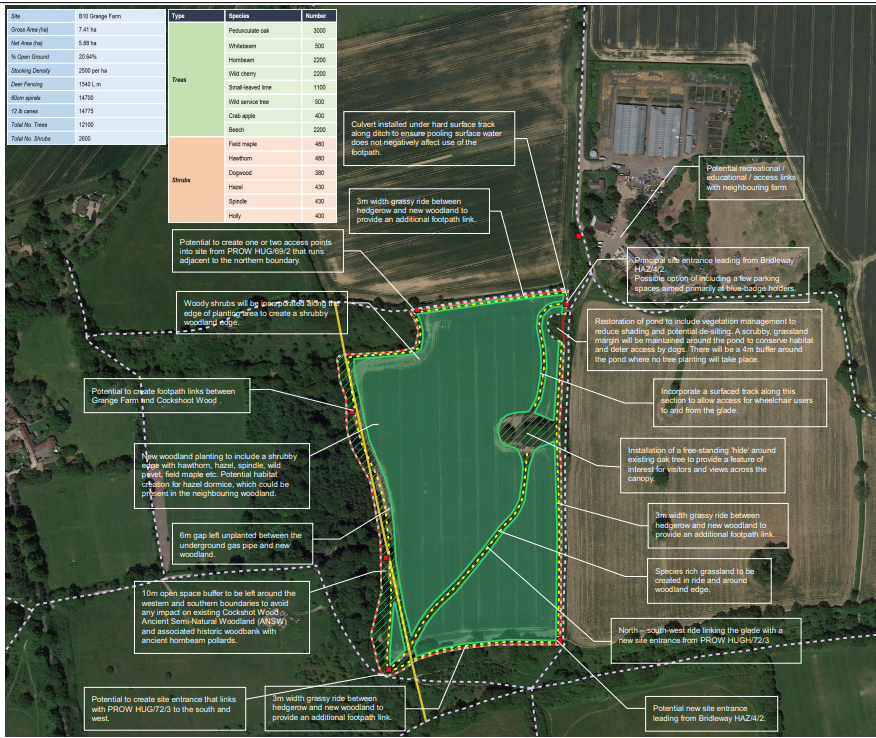 Site B10 Grange Farm
Gross Area (ha) 7.41 ha
Net Area (ha) 5.88 ha
% Open Ground 20.64%
Stocking Density 2500 per ha
Deer Fencing 1540 L m
60cm spirals 14700
12 lb canes 14775
Total No. Trees 12100
Total No. Shrubs 2600
Type Species Number
Trees
Pedunculate oak 3000
Whitebeam 500
Hornbeam 2200
Wild cherry 2200
Small-leaved lime 1100
Wild service tree 500
Crab apple 400
Beech 2200
Shrubs
Field maple 480
Hawthorn 480
Dogwood 380
Hazel 430
Spindle 430
Holly 400
Culvert installed under hard surface track
along ditch to ensure pooling surface water
does not negatively affect use of the
footpath.
Potential recreational /
educational / access links
with neighbouring farm
3m width grassy ride between
hedgerow and new woodland to
provide an additional footpath link.
Potential to create one or two access points
into site from PROW HUG/69/2 that runs
adjacent to the northern boundary.
Principal site entrance leading from Bridleway
HAZ/4/2.
Possible option of including a few parking
spaces aimed primarily at blue-badge holders.
Woody shrubs will be incorporated along the
edge of planting area to create a shrubby
woodland edge.
Restoration of pond to include vegetation management to
reduce shading and potential de-silting. A scrubby, grassland
margin will be maintained around the pond to conserve habitat
and deter access by dogs. There will be a 4m buffer around
the pond where no tree planting will take place.
Potential to create footpath links between
Grange Farm and Cockshoot Wood .
Incorporate a surfaced track along this
section to allow access for wheelchair users
to and from the glade.
New woodland planting to include a shrubby
edge with hawthorn, hazel, spindle, wild
privet, field maple etc. Potential habitat
creation for hazel dormice, which could be
present in the neighbouring woodland.
Installation of a free-standing 'hide' around
existing oak tree to provide a feature of
interest for visitors and views across the
canopy.
3m width grassy ride between
hedgerow and new woodland to
provide an additional footpath link.
6m gap left unplanted between the
underground gas pipe and new
woodland.
Species rich grassland to be
created in ride and around
woodland edge.
10m open space buffer to be left around the
western and southern boundaries to avoid
any impact on existing Cockshot Wood
Ancient Semi-Natural Woodland (ANSW)
and associated historic woodbank with
ancient hornbeam pollards.
North – south-west ride linking the glade with a
new site entrance from PROW HUGH/72/3
Potential to create site entrance that links
with PROW HUG/72/3 to the south and
west.
3m width grassy ride between
hedgerow and new woodland to
provide an additional footpath link.
Potential new site entrance
leading from Bridleway HAZ/4/2.